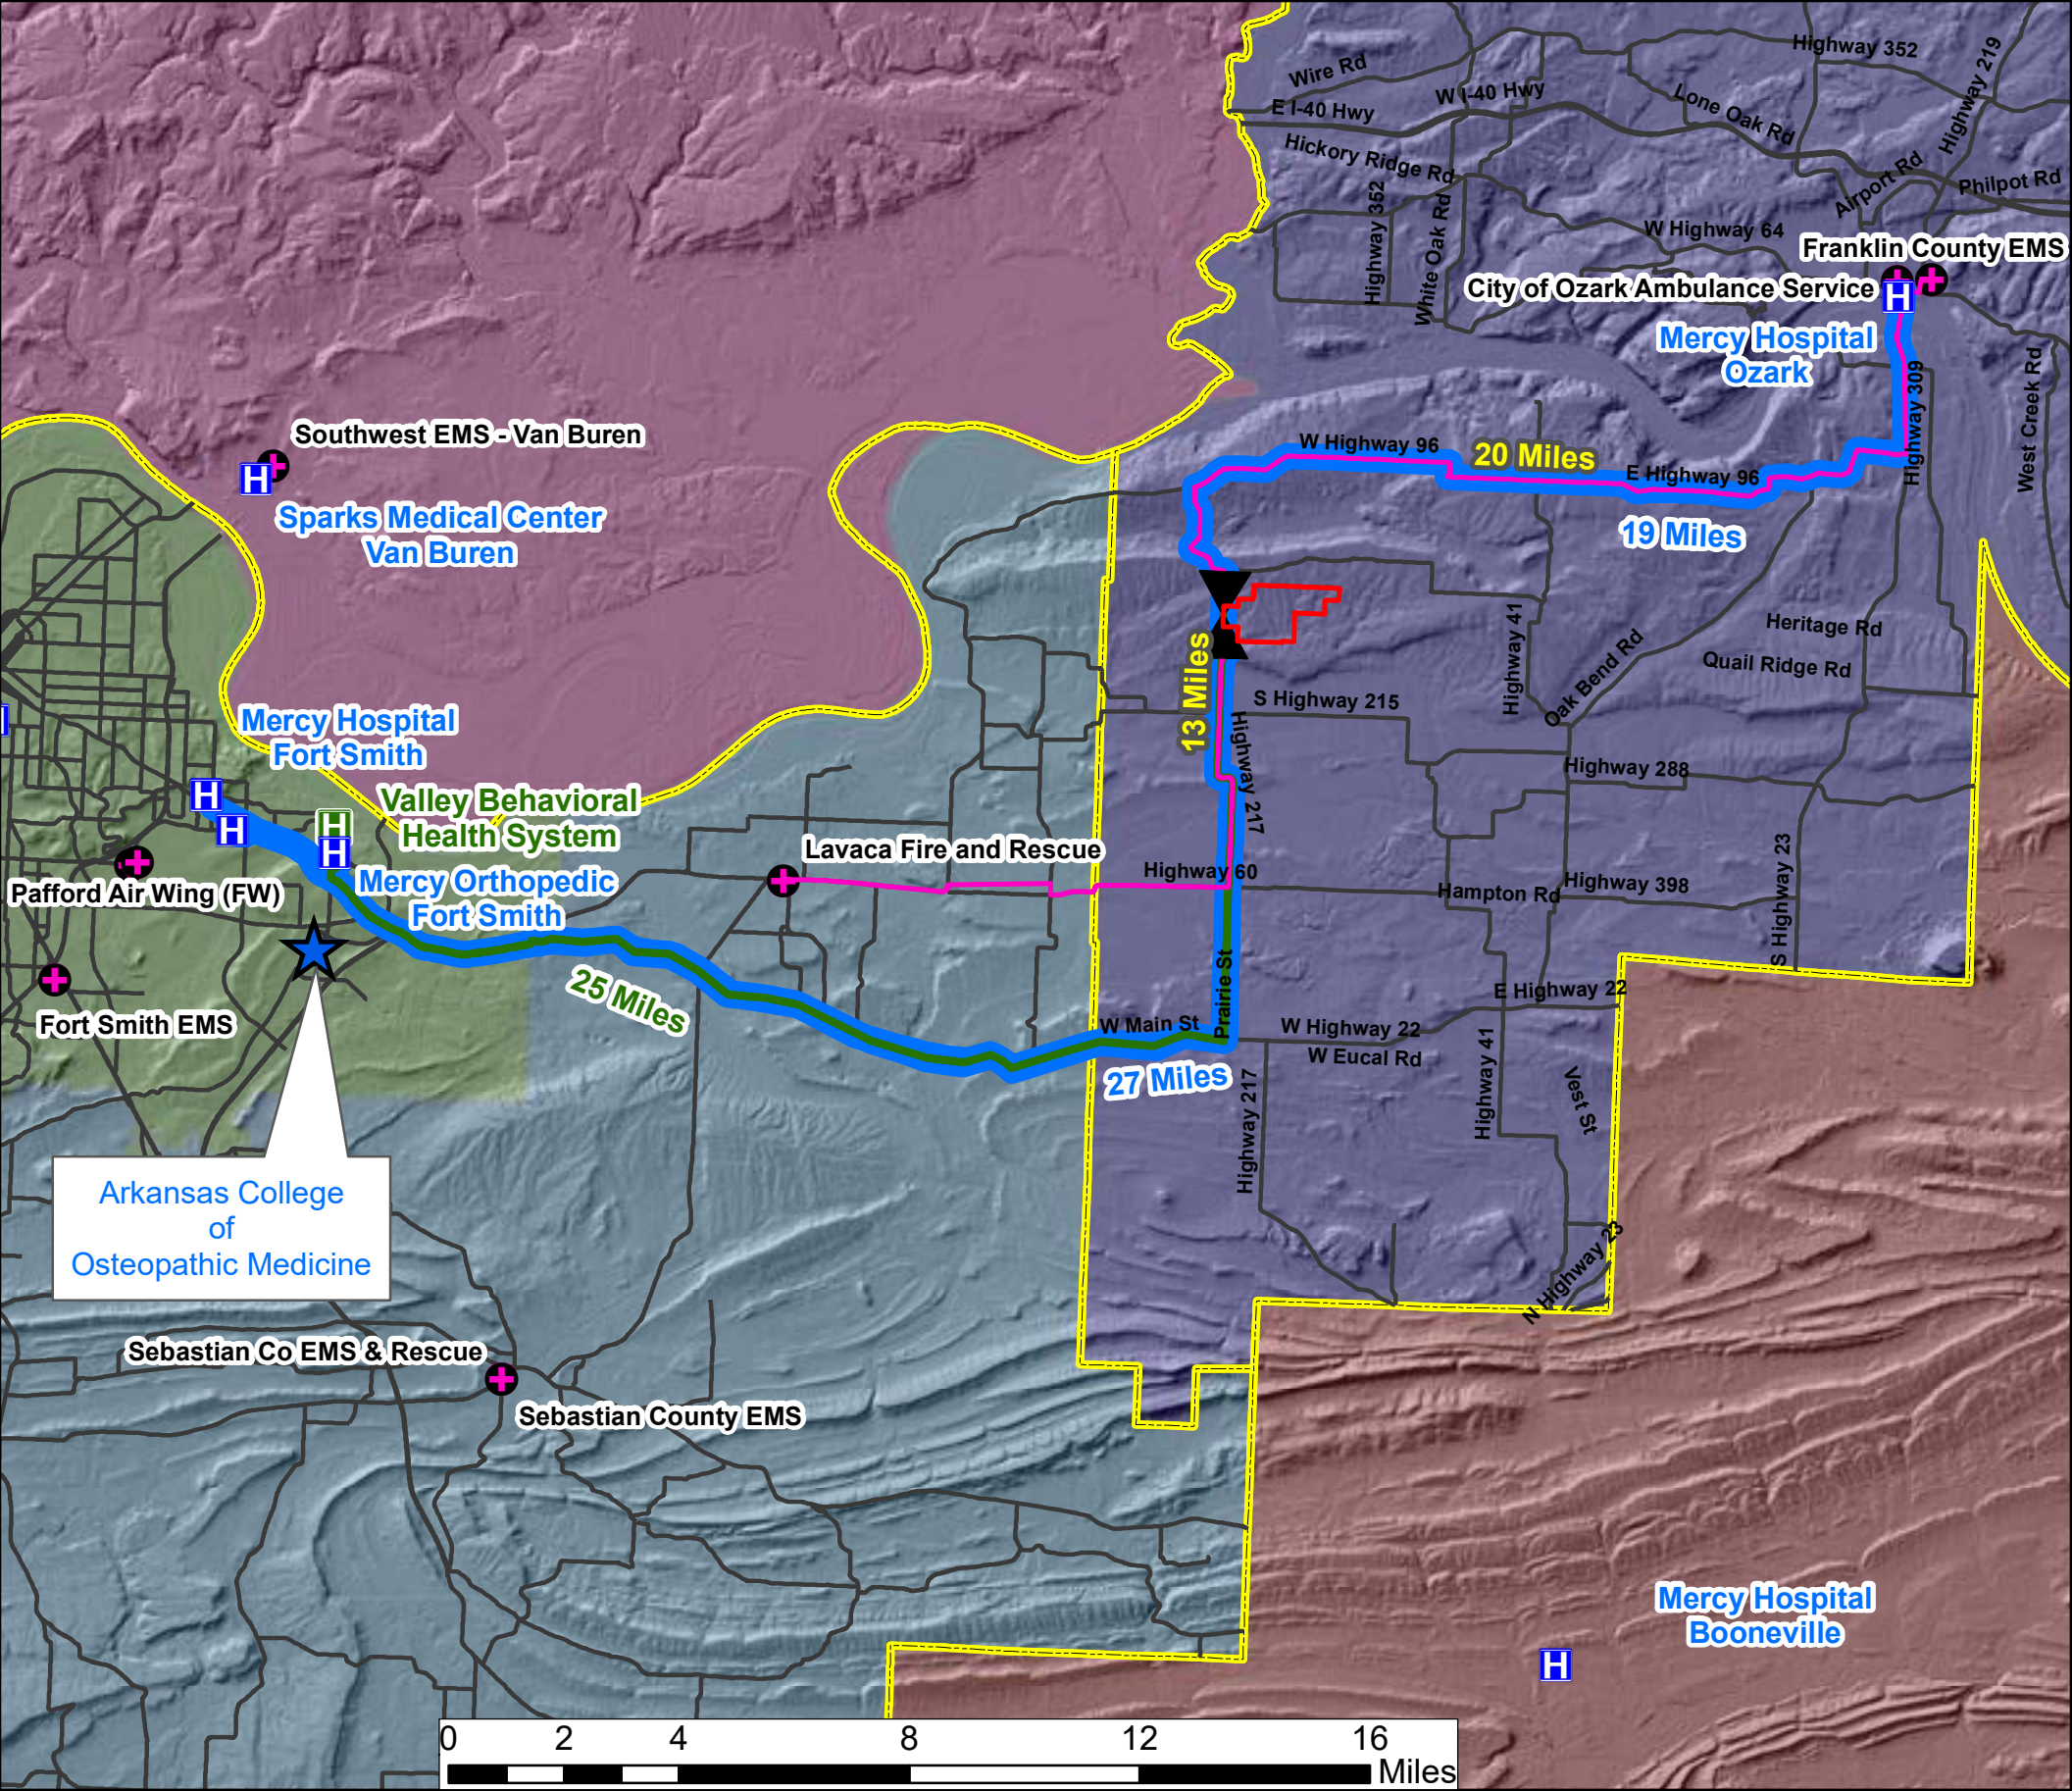 Highway 352
Highway 219
Wire Rd
W I-40 Hwy
E I-40 Hwy
Lone Oak Rd
Hickory Ridge Rd
Airport Rd
Philpot Rd
Highway 352
White Oak Rd
W Highway 64
Franklin County EMS
City of Ozark Ambulance Service
H
Mercy Hospital
Ozark
Highway 309
West Creek Rd
Southwest EMS - Van Buren
H
Sparks Medical Center
Van Buren
W Highway 96
20 Miles
E Highway 96
19 Miles
13 Miles
Highway 41
Heritage Rd
Quail Ridge Rd
Oak Bend Rd
S Highway 215
Highway 217
Highway 288
Mercy Hospital
Fort Smith
H
H
Valley Behavioral
Health System
H
H
Lavaca Fire and Rescue
Highway 60
Hampton Rd
Highway 398
S Highway 23
Pafford Air Wing (FW)
Mercy Orthopedic
Fort Smith
25 Miles
Prairie St
E Highway 22
W Main St
W Highway 22
W Eucal Rd
Fort Smith EMS
27 Miles
Highway 217
Highway 41
Vest St
N Highway 23
Arkansas College
of
Osteopathic Medicine
Sebastian Co EMS & Rescue
Sebastian County EMS
Mercy Hospital
Booneville
H
0 2 4 8 12 16
Miles